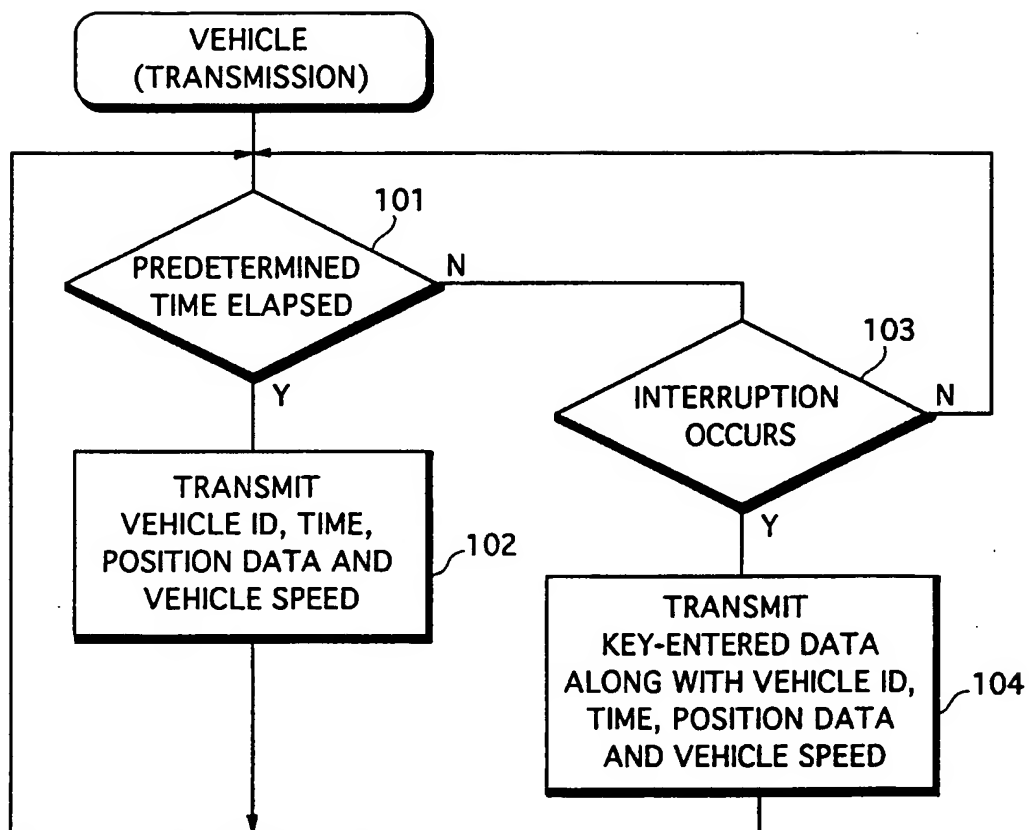 VEHICLE
(TRANSMISSION)
101
PREDETERMINED
TIME ELAPSED
N
Y
103
INTERRUPTION
OCCURS
N
Y
TRANSMIT
VEHICLE ID, TIME,
POSITION DATA AND
VEHICLE SPEED
102
TRANSMIT
KEY-ENTERED DATA
ALONG WITH VEHICLE ID,
TIME, POSITION DATA
AND VEHICLE SPEED
104